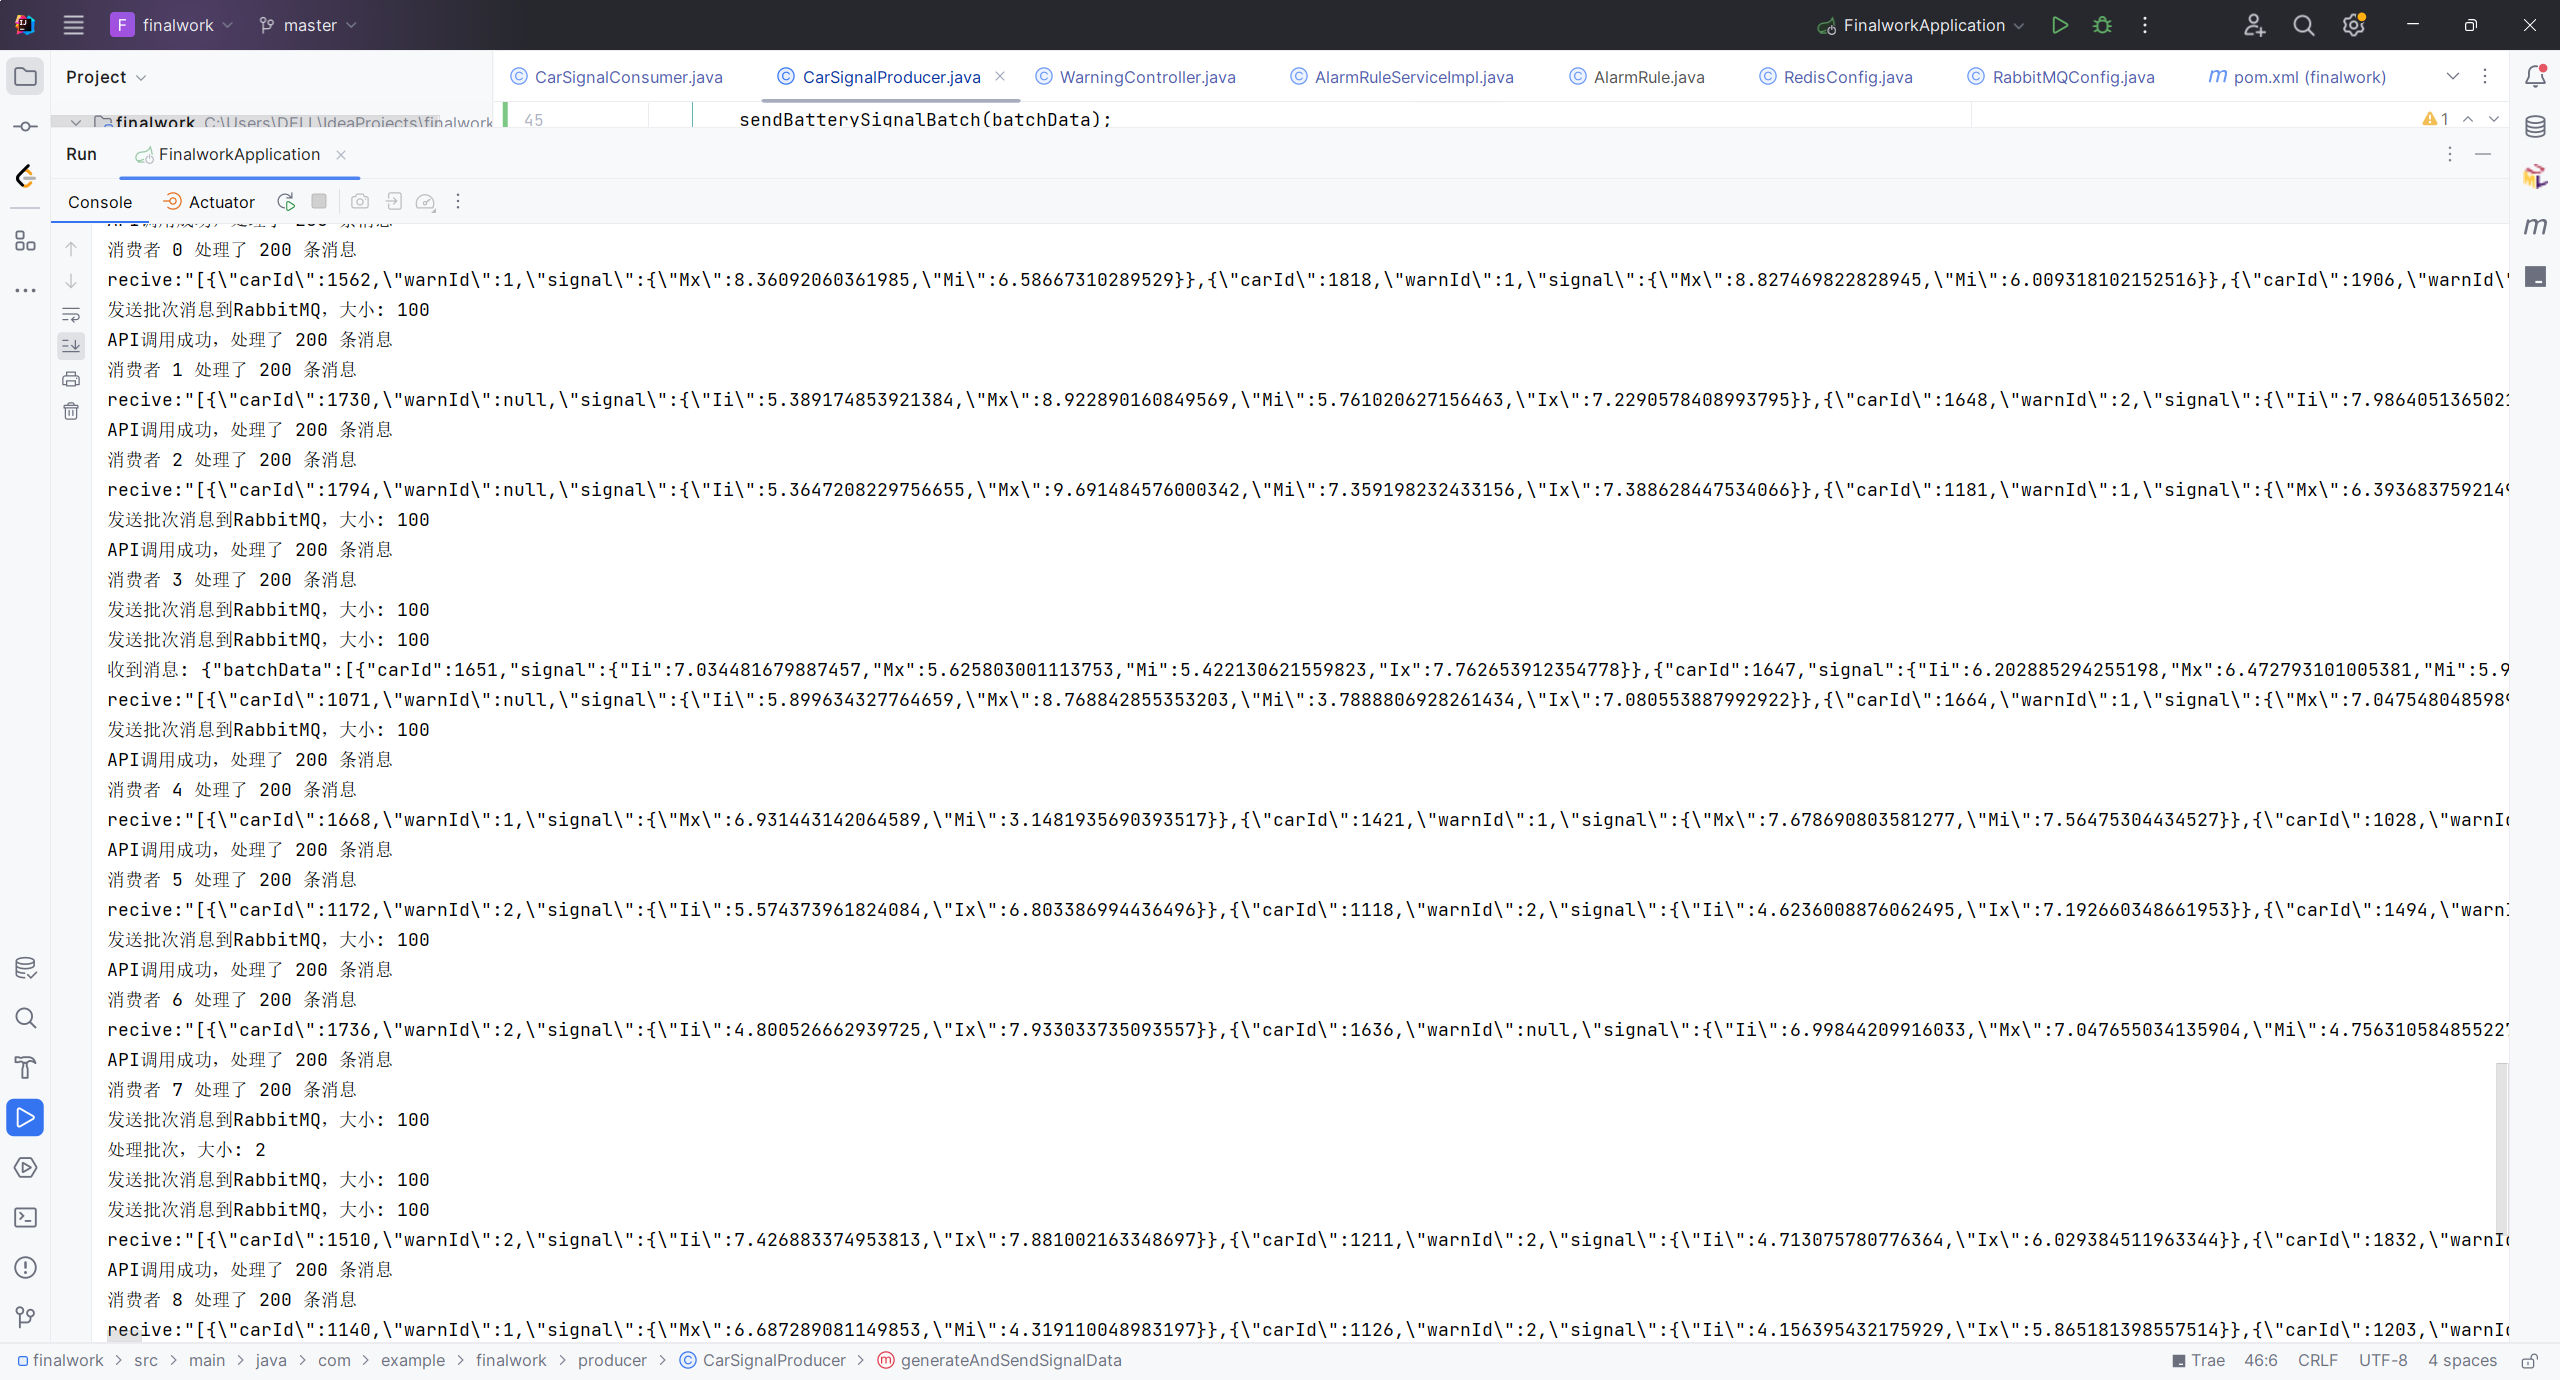 F finalwork master FinalworkApplication
Project CarSignalConsumer.java CarSignalProducer.java WarningController.java AlarmRuleServiceImpl.java AlarmRule.java RedisConfig.java RabbitMQConfig.java m pom.xml (finalwork)
finalwork C:\Users\DELL\IdeaProjects\finalwork 45 sendBatterySignalBatch(batchData); 1
Run FinalworkApplication
Console Actuator
API调用成功，处理了 200 条消息
消费者 0 处理了 200 条消息
recive:"[{\"carId\":1562,\"warnId\":1,\"signal\":{\"Mx\":8.36092060361985,\"Mi\":6.58667310289529}},{\"carId\":1818,\"warnId\":1,\"signal\":{\"Mx\":8.827469822828945,\"Mi\":6.009318102152516}},{\"carId\":1906,\"warnId\"
发送批次消息到RabbitMQ，大小: 100
API调用成功，处理了 200 条消息
消费者 1 处理了 200 条消息
recive:"[{\"carId\":1730,\"warnId\":null,\"signal\":{\"Ii\":5.389174853921384,\"Mx\":8.922890160849569,\"Mi\":5.761020627156463,\"Ix\":7.2290578408993795}},{\"carId\":1648,\"warnId\":2,\"signal\":{\"Ii\":7.986405136502
API调用成功，处理了 200 条消息
消费者 2 处理了 200 条消息
recive:"[{\"carId\":1794,\"warnId\":null,\"signal\":{\"Ii\":5.3647208229756655,\"Mx\":9.691484576000342,\"Mi\":7.359198232433156,\"Ix\":7.388628447534066}},{\"carId\":1181,\"warnId\":1,\"signal\":{\"Mx\":6.39368375921
发送批次消息到RabbitMQ，大小: 100
API调用成功，处理了 200 条消息
消费者 3 处理了 200 条消息
发送批次消息到RabbitMQ，大小: 100
发送批次消息到RabbitMQ，大小: 100
收到消息: {"batchData":[{"carId":1651,"signal":{"Ii":7.034481679887457,"Mx":5.625803001113753,"Mi":5.422130621559823,"Ix":7.762653912354778}},{"carId":1647,"signal":{"Ii":6.202885294255198,"Mx":6.472793101005381,"Mi":5.9
recive:"[{\"carId\":1071,\"warnId\":null,\"signal\":{\"Ii\":5.899634327764659,\"Mx\":8.768842855353203,\"Mi\":3.7888806928261434,\"Ix\":7.080553887992922}},{\"carId\":1664,\"warnId\":1,\"signal\":{\"Mx\":7.04754804859
发送批次消息到RabbitMQ，大小: 100
API调用成功，处理了 200 条消息
消费者 4 处理了 200 条消息
recive:"[{\"carId\":1668,\"warnId\":1,\"signal\":{\"Mx\":6.931443142064589,\"Mi\":3.1481935690393517}},{\"carId\":1421,\"warnId\":1,\"signal\":{\"Mx\":7.678690803581277,\"Mi\":7.56475304434527}},{\"carId\":1028,\"warnI
API调用成功，处理了 200 条消息
消费者 5 处理了 200 条消息
recive:"[{\"carId\":1172,\"warnId\":2,\"signal\":{\"Ii\":5.574373961824084,\"Ix\":6.803386994436496}},{\"carId\":1118,\"warnId\":2,\"signal\":{\"Ii\":4.6236008876062495,\"Ix\":7.192660348661953}},{\"carId\":1494,\"warn
发送批次消息到RabbitMQ，大小: 100
API调用成功，处理了 200 条消息
消费者 6 处理了 200 条消息
recive:"[{\"carId\":1736,\"warnId\":2,\"signal\":{\"Ii\":4.800526662939725,\"Ix\":7.933033735093557}},{\"carId\":1636,\"warnId\":null,\"signal\":{\"Ii\":6.99844209916033,\"Mx\":7.047655034135904,\"Mi\":4.75631058485522
API调用成功，处理了 200 条消息
消费者 7 处理了 200 条消息
发送批次消息到RabbitMQ，大小: 100
处理批次，大小: 2
发送批次消息到RabbitMQ，大小: 100
发送批次消息到RabbitMQ，大小: 100
recive:"[{\"carId\":1510,\"warnId\":2,\"signal\":{\"Ii\":7.426883374953813,\"Ix\":7.881002163348697}},{\"carId\":1211,\"warnId\":2,\"signal\":{\"Ii\":4.713075780776364,\"Ix\":6.029384511963344}},{\"carId\":1832,\"warnI
API调用成功，处理了 200 条消息
消费者 8 处理了 200 条消息
recive:"[{\"carId\":1140,\"warnId\":1,\"signal\":{\"Mx\":6.687289081149853,\"Mi\":4.319110048983197}},{\"carId\":1126,\"warnId\":2,\"signal\":{\"Ii\":4.156395432175929,\"Ix\":5.865181398557514}},{\"carId\":1203,\"warnI
finalwork > src > main > java > com > example > finalwork > producer > CarSignalProducer > generateAndSendSignalData Trae 46:6 CRLF UTF-8 4 spaces